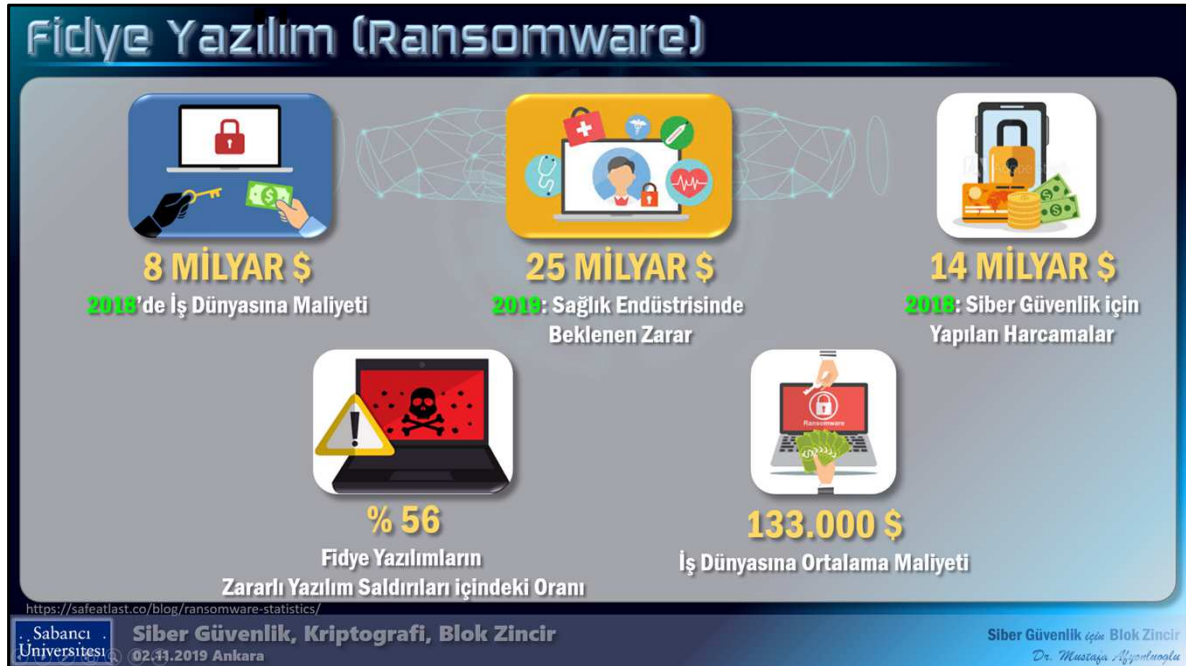 Fidye Yazılım (Ransomware)
8 MİLYAR $
2018'de İş Dünyasına Maliyeti
25 MİLYAR $
2019: Sağlık Endüstrisinde
Beklenen Zarar
14 MİLYAR $
2018: Siber Güvenlik için
Yapılan Harcamalar
Ransomware
% 56
Fidye Yazılımların
Zararlı Yazılım Saldırıları içindeki Oranı
133.000 $
İş Dünyasına Ortalama Maliyeti
https://safeatlast.co/blog/ransomware-statistics/
Sabancı
Üniversitesi
Siber Güvenlik, Kriptografi, Blok Zincir
02.11.2019 Ankara
Siber Güvenlik için Blok Zincir
Dr. Mustafa Afyonluoglu